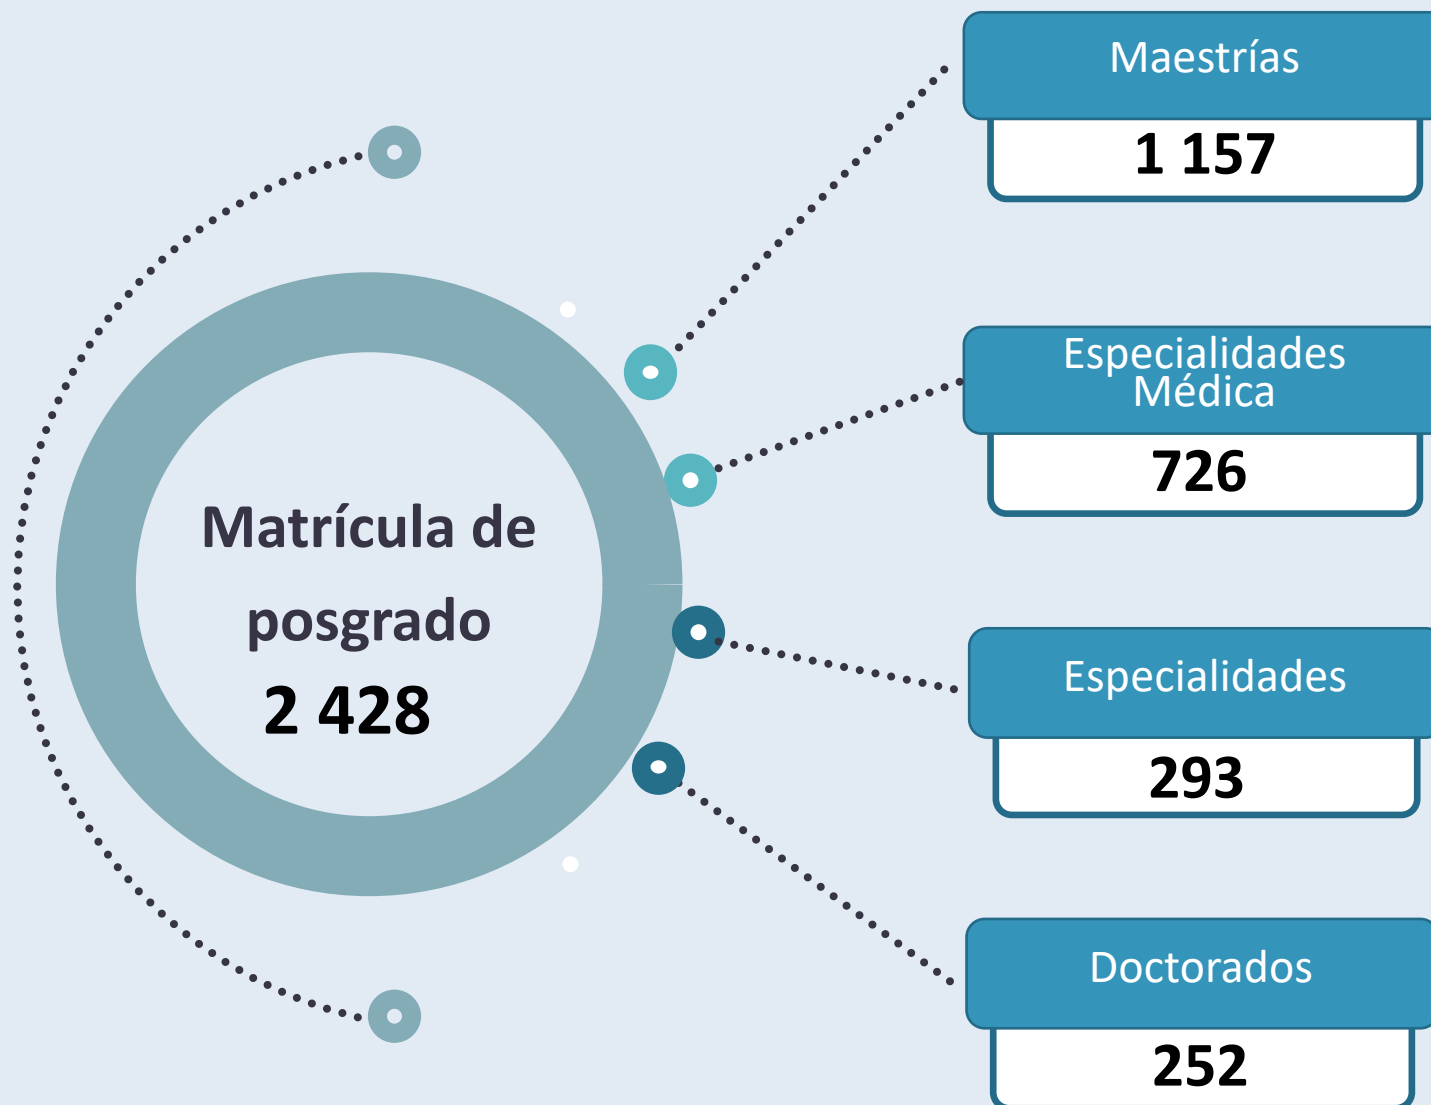 Matrícula de
posgrado
2 428
Maestrías
1 157
Especialidades
Médica
726
Especialidades
293
Doctorados
252